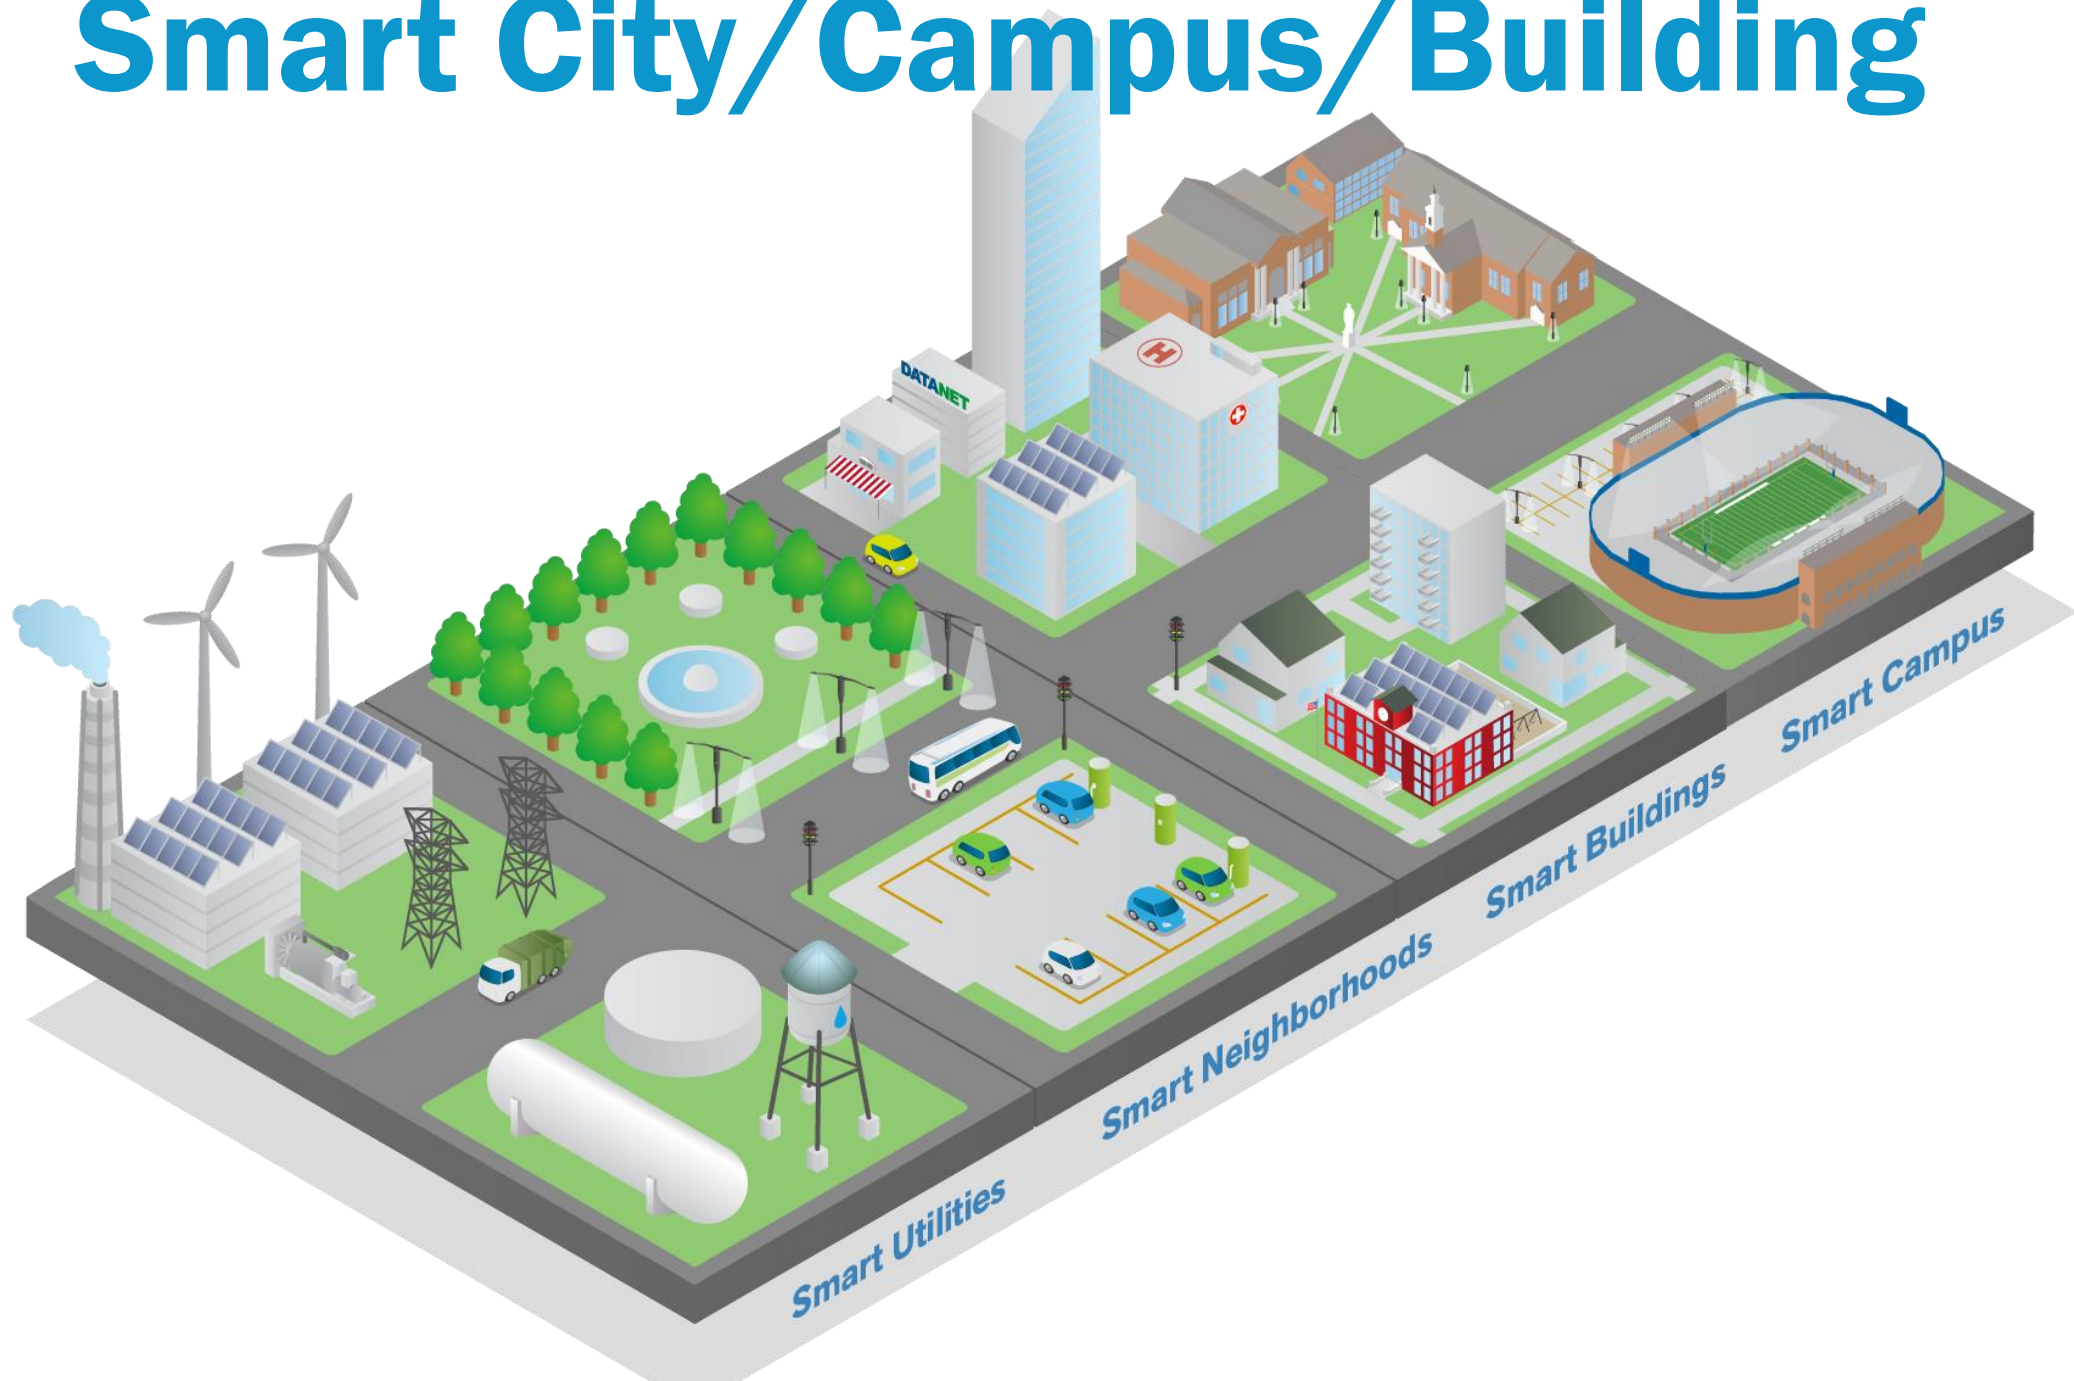 Smart City/Campus/Building
DATANET
H
Smart Utilities
Smart Neighborhoods
Smart Buildings
Smart Campus